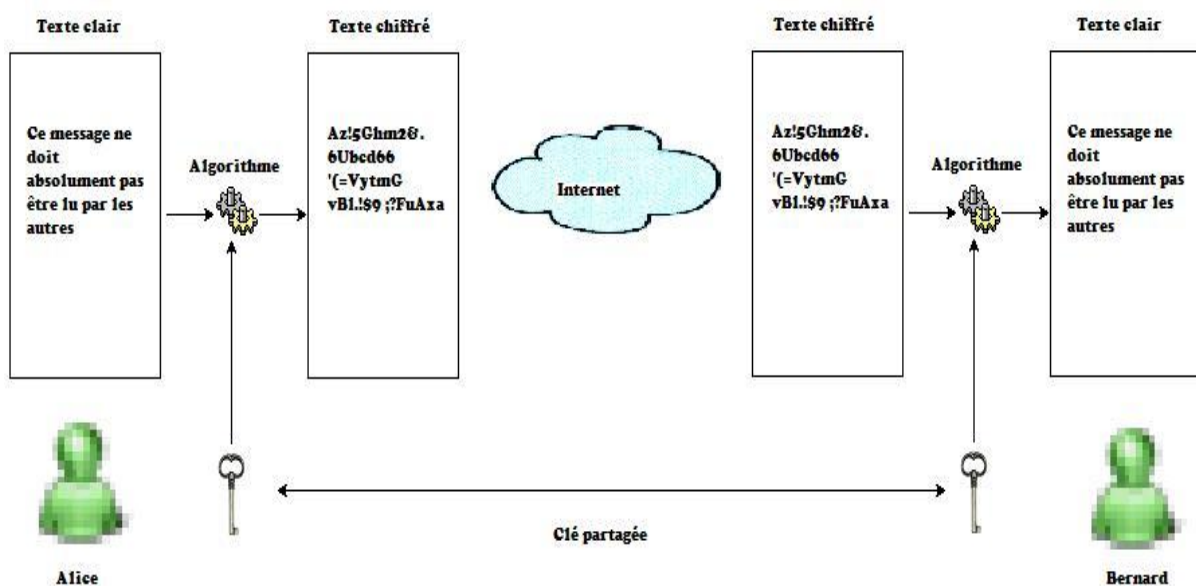 Texte clair
Texte chiffré
Texte chiffré
Texte clair
Ce message ne
doit
absolument pas
être lu par les
autres
Algorithme
Az!5Ghm2&.
6Ubcd66
'(=VytmG
vB1.!$9 ;?FuAxa
Internet
Az!5Ghm2&.
6Ubcd66
'(=VytmG
vB1.!$9 ;?FuAxa
Algorithme
Ce message ne
doit
absolument pas
être lu par les
autres
Clé partagée
Alice
Bernard